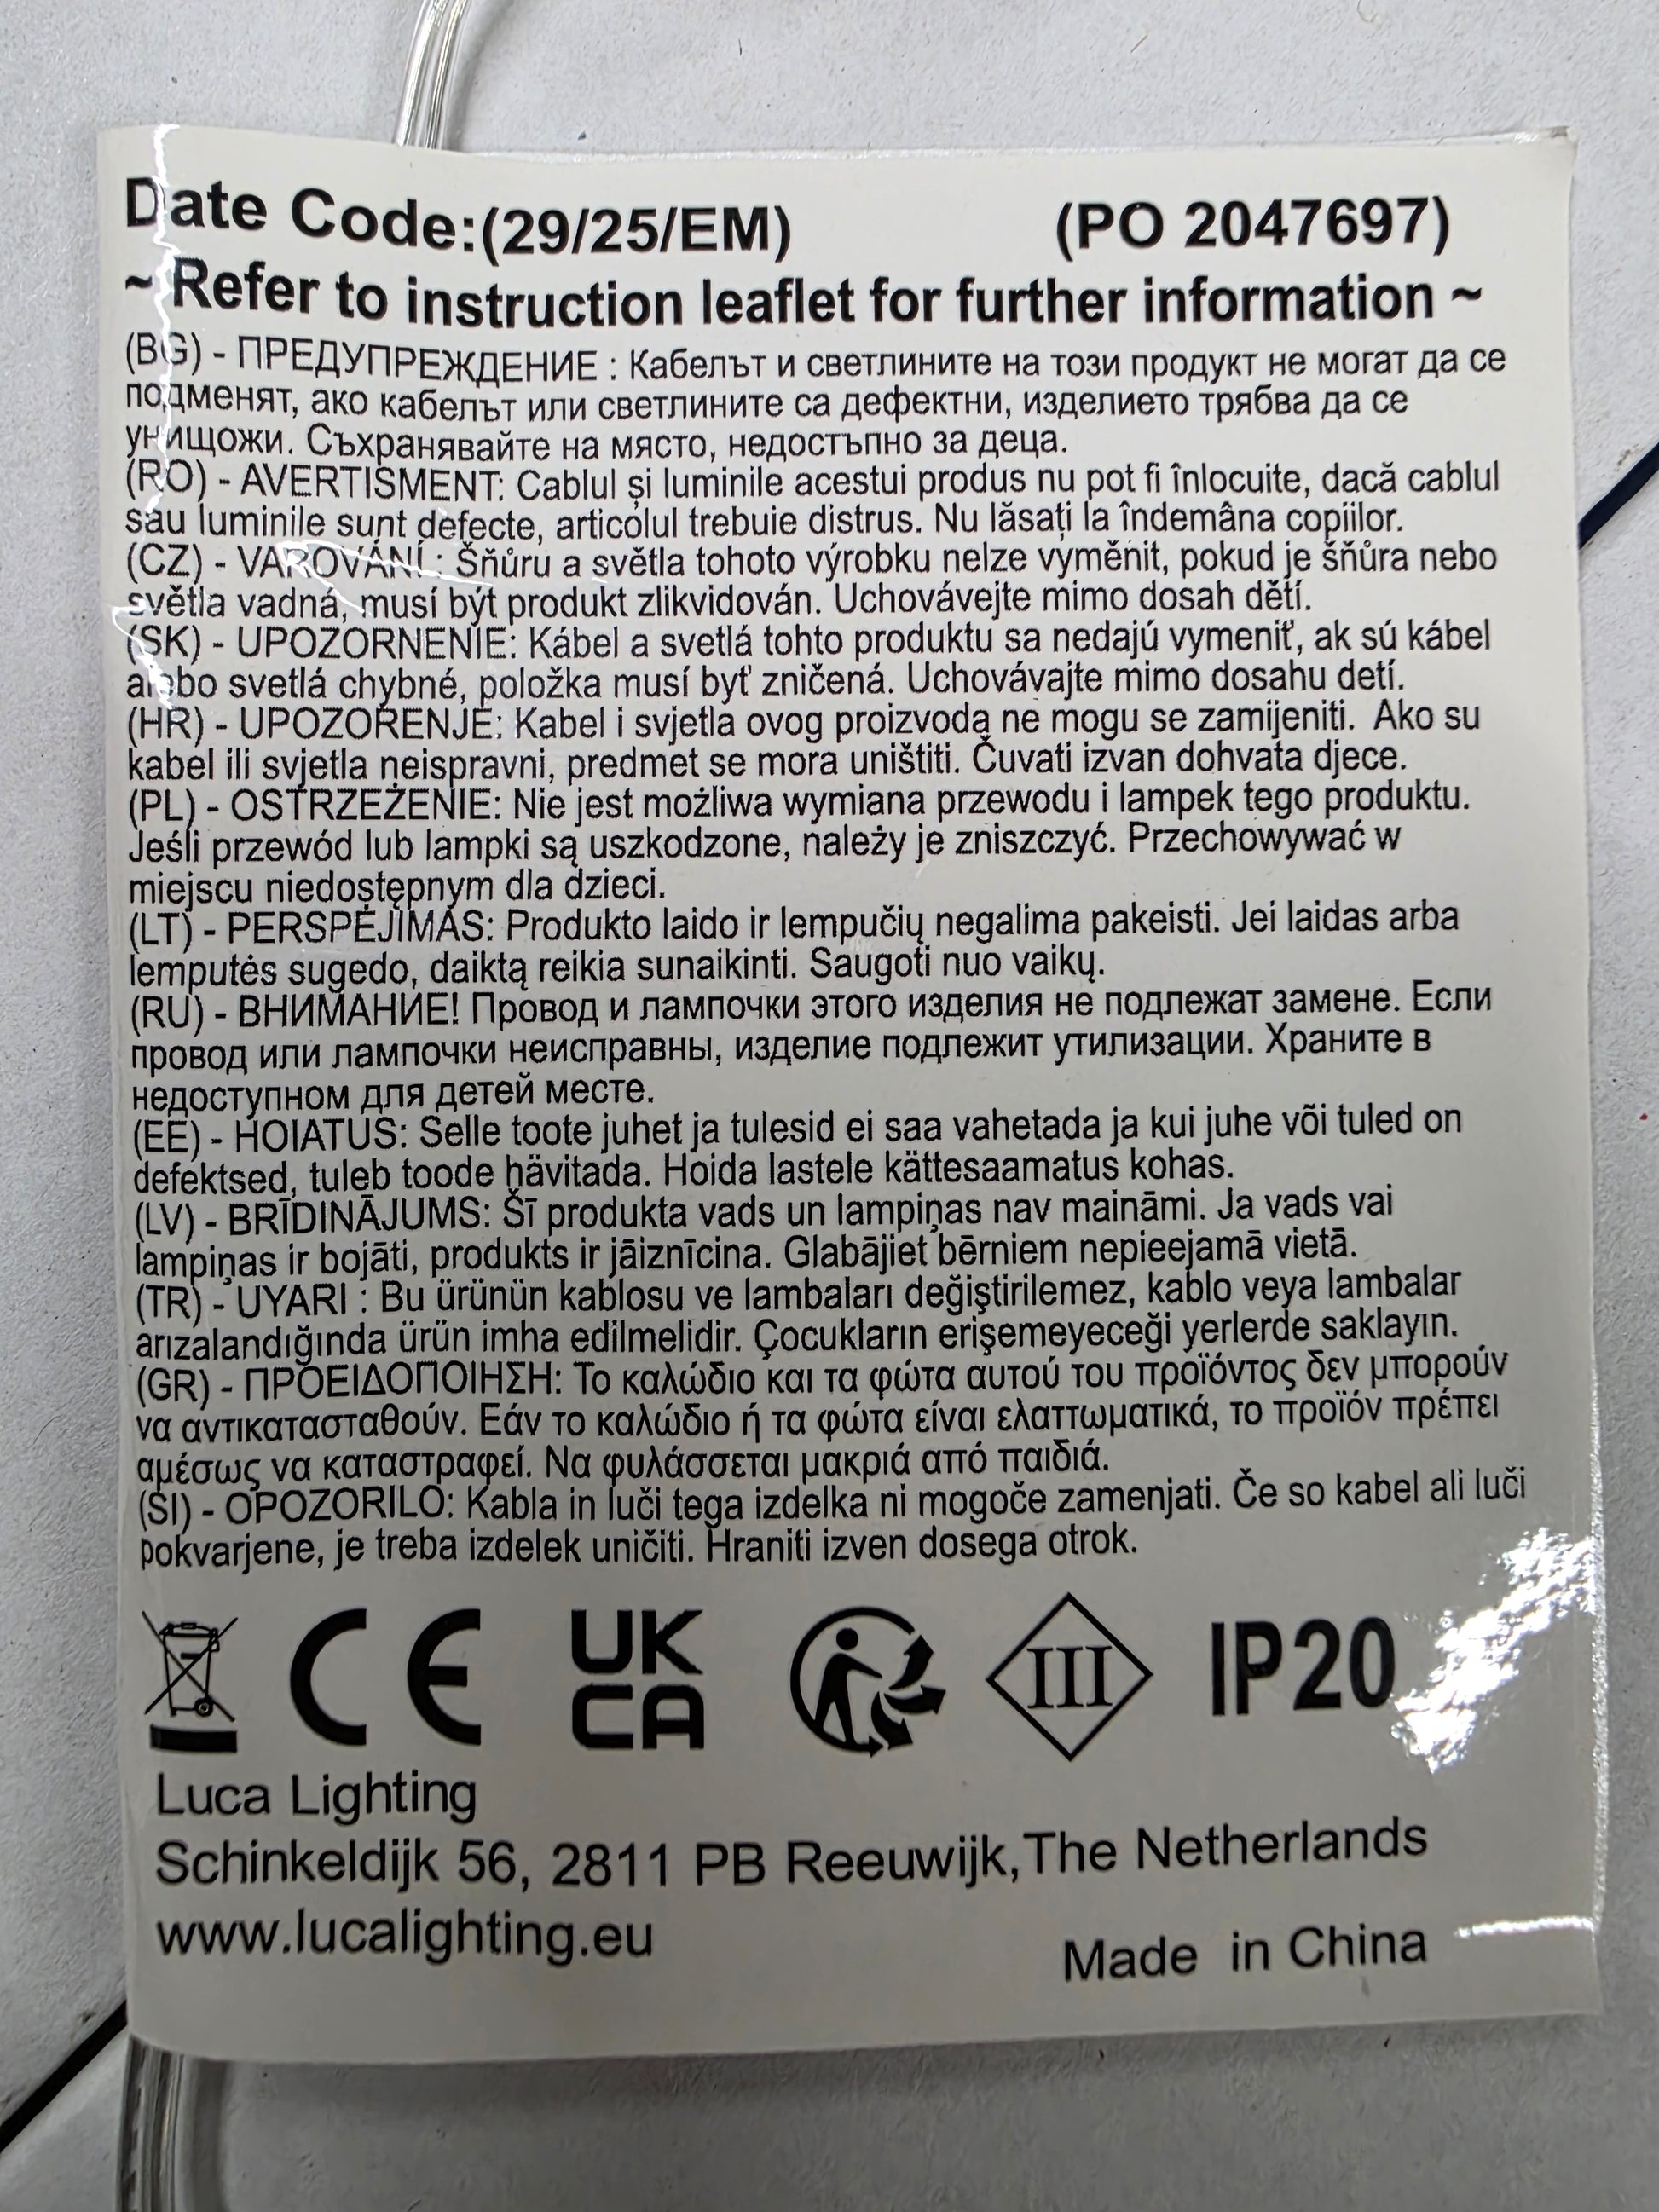 Date Code:(29/25/EM) (PO 2047697)
~ Refer to instruction leaflet for further information ~
(BG) - ПРЕДУПРЕЖДЕНИЕ : Кабелът и светлините на този продукт не могат да се
подменят, ако кабелът или светлините са дефектни, изделието трябва да се
унищожи. Съхранявайте на място, недостъпно за деца.
(RO) - AVERTISMENT: Cablul și luminile acestui produs nu pot fi înlocuite, dacă cablul
sau luminile sunt defecte, articolul trebuie distrus. Nu lăsați la îndemâna copiilor.
(CZ) - VAROVÁNÍ : Šňůru a světla tohoto výrobku nelze vyměnit, pokud je šňůra nebo
světla vadná, musí být produkt zlikvidován. Uchovávejte mimo dosah dětí.
(SK) - UPOZORNENIE: Kábel a svetlá tohto produktu sa nedajú vymeniť, ak sú kábel
alebo svetlá chybné, položka musí byť zničená. Uchovávajte mimo dosahu detí.
(HR) - UPOZORENJE: Kabel i svjetla ovog proizvoda ne mogu se zamijeniti. Ako su
kabel ili svjetla neispravni, predmet se mora uništiti. Čuvati izvan dohvata djece.
(PL) - OSTRZEŻENIE: Nie jest możliwa wymiana przewodu i lampek tego produktu.
Jeśli przewód lub lampki są uszkodzone, należy je zniszczyć. Przechowywać w
miejscu niedostępnym dla dzieci.
(LT) - PERSPĖJIMAS: Produkto laido ir lempučių negalima pakeisti. Jei laidas arba
lemputės sugedo, daiktą reikia sunaikinti. Saugoti nuo vaikų.
(RU) - ВНИМАНИЕ! Провод и лампочки этого изделия не подлежат замене. Если
провод или лампочки неисправны, изделие подлежит утилизации. Храните в
недоступном для детей месте.
(EE) - HOIATUS: Selle toote juhet ja tulesid ei saa vahetada ja kui juhe või tuled on
defektsed, tuleb toode hävitada. Hoida lastele kättesaamatus kohas.
(LV) - BRĪDINĀJUMS: Šī produkta vads un lampiņas nav maināmi. Ja vads vai
lampiņas ir bojāti, produkts ir jāiznīcina. Glabājiet bērniem nepieejamā vietā.
(TR) - UYARI : Bu ürünün kablosu ve lambaları değiştirilemez, kablo veya lambalar
arızalandığında ürün imha edilmelidir. Çocukların erişemeyeceği yerlerde saklayın.
(GR) - ΠΡΟΕΙΔΟΠΟΙΗΣΗ: Το καλώδιο και τα φώτα αυτού του προϊόντος δεν μπορούν
να αντικατασταθούν. Εάν το καλώδιο ή τα φώτα είναι ελαττωματικά, το προϊόν πρέπει
αμέσως να καταστραφεί. Να φυλάσσεται μακριά από παιδιά.
(SI) - OPOZORILO: Kabla in luči tega izdelka ni mogoče zamenjati. Če so kabel ali luči
pokvarjene, je treba izdelek uničiti. Hraniti izven dosega otrok.
CE UK CA III IP20
Luca Lighting
Schinkeldijk 56, 2811 PB Reeuwijk, The Netherlands
www.lucalighting.eu
Made in China